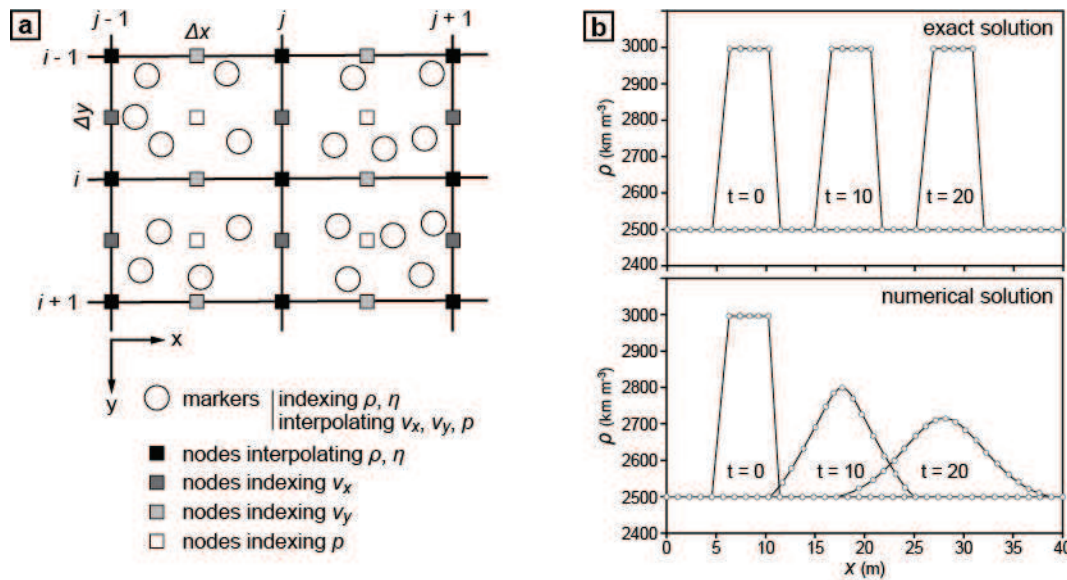 a
j - 1
j
j + 1
Δx
i - 1
Δy
i
i + 1
x
y
markers
indexing ρ, η
interpolating vx, vy, p
nodes interpolating ρ, η
nodes indexing vx
nodes indexing vy
nodes indexing p
b
exact solution
3000
2900
2800
2700
2600
2500
2400
ρ (km m⁻³)
t = 0
t = 10
t = 20
numerical solution
3000
2900
2800
2700
2600
2500
2400
ρ (km m⁻³)
t = 0
t = 10
t = 20
0 5 10 15 20 25 30 35 40
x (m)